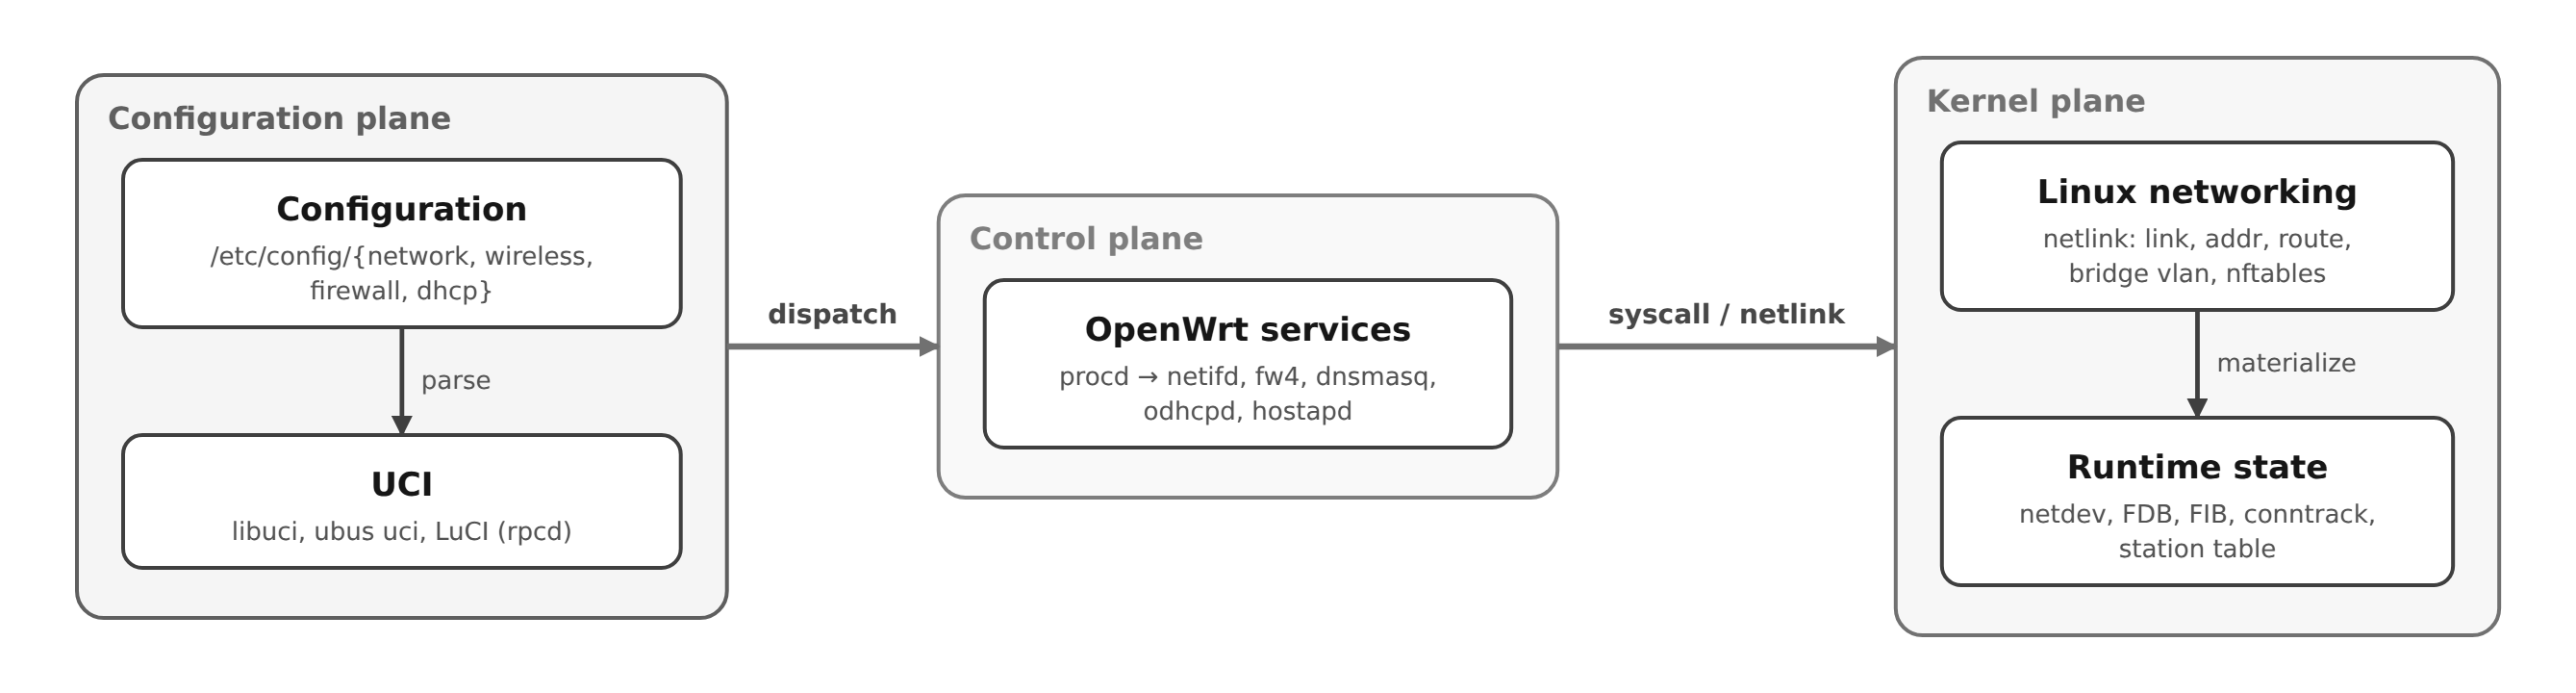 Configuration plane
Configuration
/etc/config/{network, wireless,
firewall, dhcp}
parse
UCI
libuci, ubus uci, LuCI (rpcd)
dispatch
Control plane
OpenWrt services
procd → netifd, fw4, dnsmasq,
odhcpd, hostapd
syscall / netlink
Kernel plane
Linux networking
netlink: link, addr, route,
bridge vlan, nftables
materialize
Runtime state
netdev, FDB, FIB, conntrack,
station table